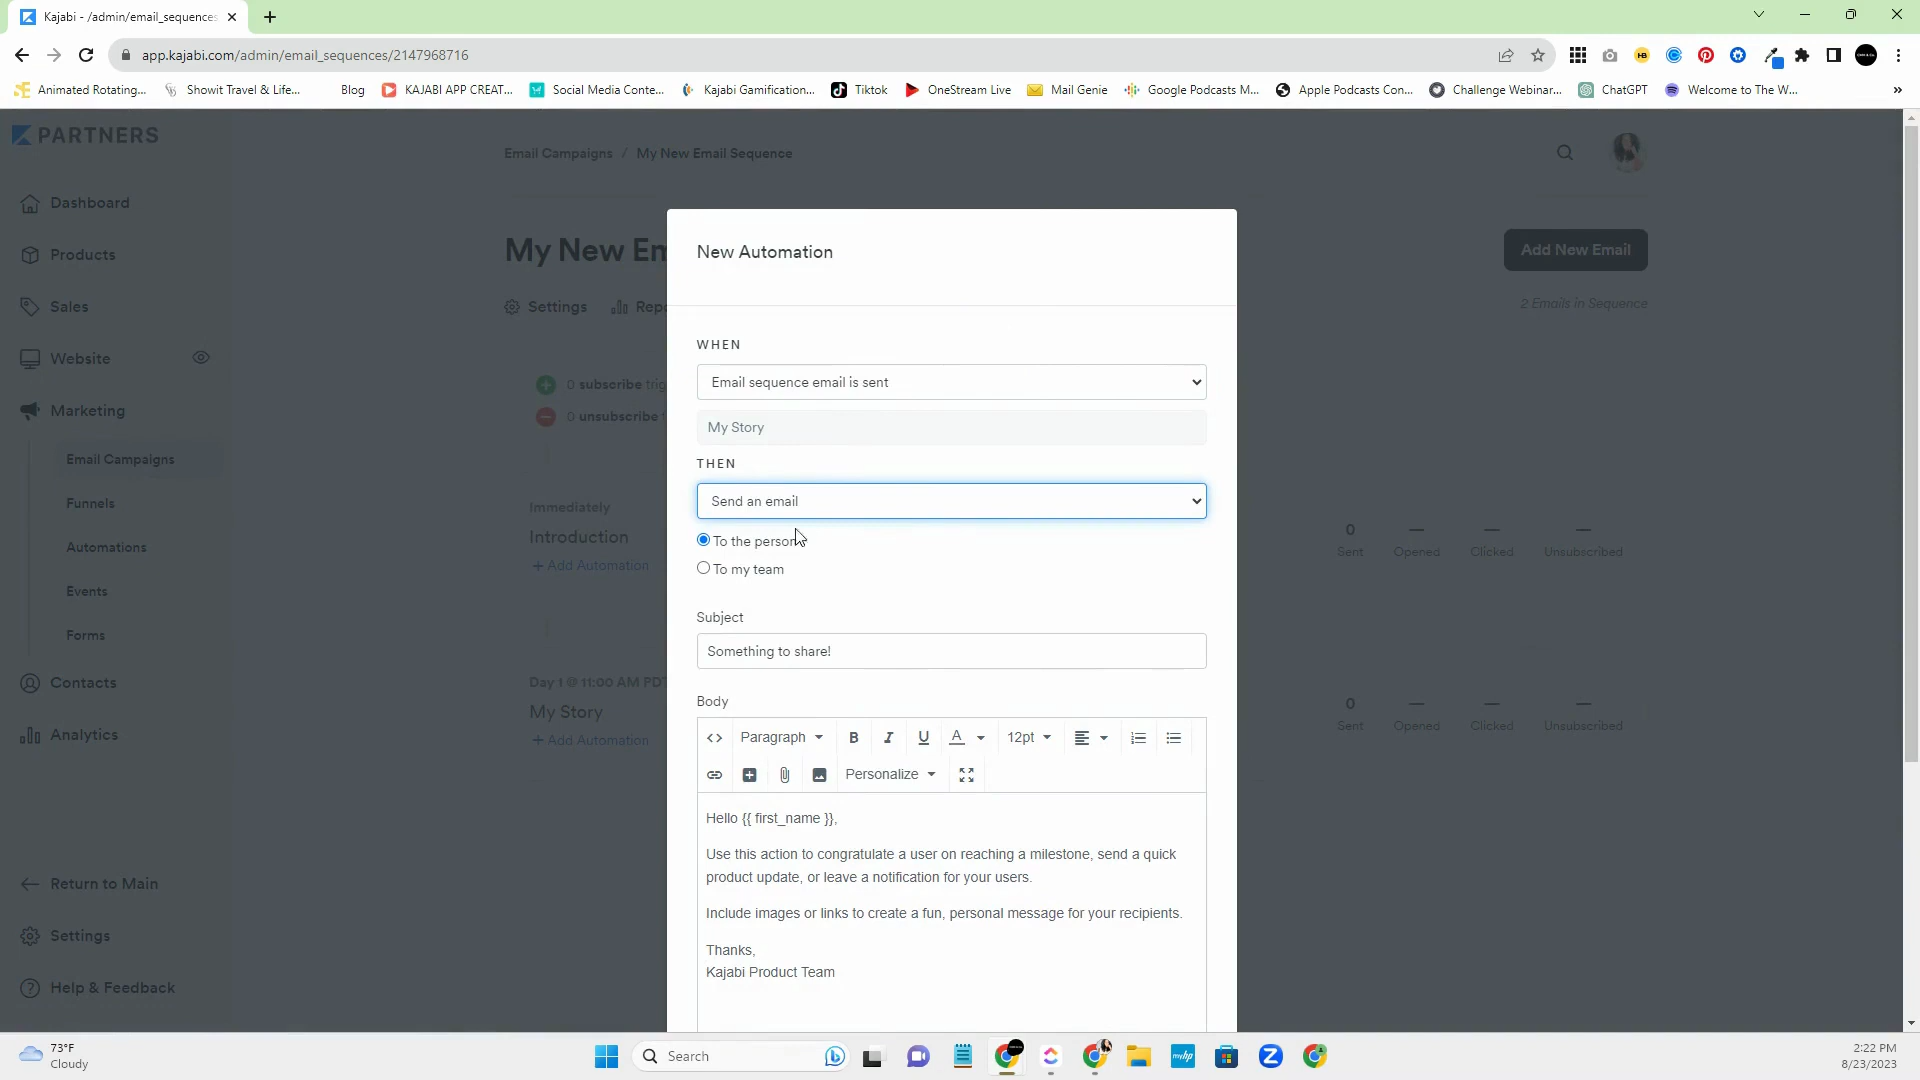 Kajabi - /admin/email_sequences
app.kajabi.com/admin/email_sequences/2147968716
Animated Rotating...
Showit Travel & Life...
Blog
KAJABI APP CREAT...
Social Media Conte...
Kajabi Gamification...
Tiktok
OneStream Live
Mail Genie
Google Podcasts M...
Apple Podcasts Con...
Challenge Webinar...
ChatGPT
Welcome to The W...
PARTNERS
Email Campaigns / My New Email Sequence
Dashboard
Products
Sales
Website
Marketing
Email Campaigns
Funnels
Automations
Events
Forms
Contacts
Analytics
Return to Main
Settings
Help & Feedback
My New Em
Add New Email
Settings
Repo
2 Emails in Sequence
0 subscribe trig
0 unsubscribe t
Immediately
Introduction
+ Add Automation
0 Sent
— Opened
— Clicked
— Unsubscribed
Day 1 @ 11:00 AM PDT
My Story
+ Add Automation
0 Sent
— Opened
— Clicked
— Unsubscribed
New Automation
WHEN
Email sequence email is sent
My Story
THEN
Send an email
To the person
To my team
Subject
Something to share!
Body
Paragraph
B I U A
12pt
Personalize
Hello {{ first_name }},
Use this action to congratulate a user on reaching a milestone, send a quick
product update, or leave a notification for your users.
Include images or links to create a fun, personal message for your recipients.
Thanks,
Kajabi Product Team
73°F
Cloudy
Search
2:22 PM
8/23/2023